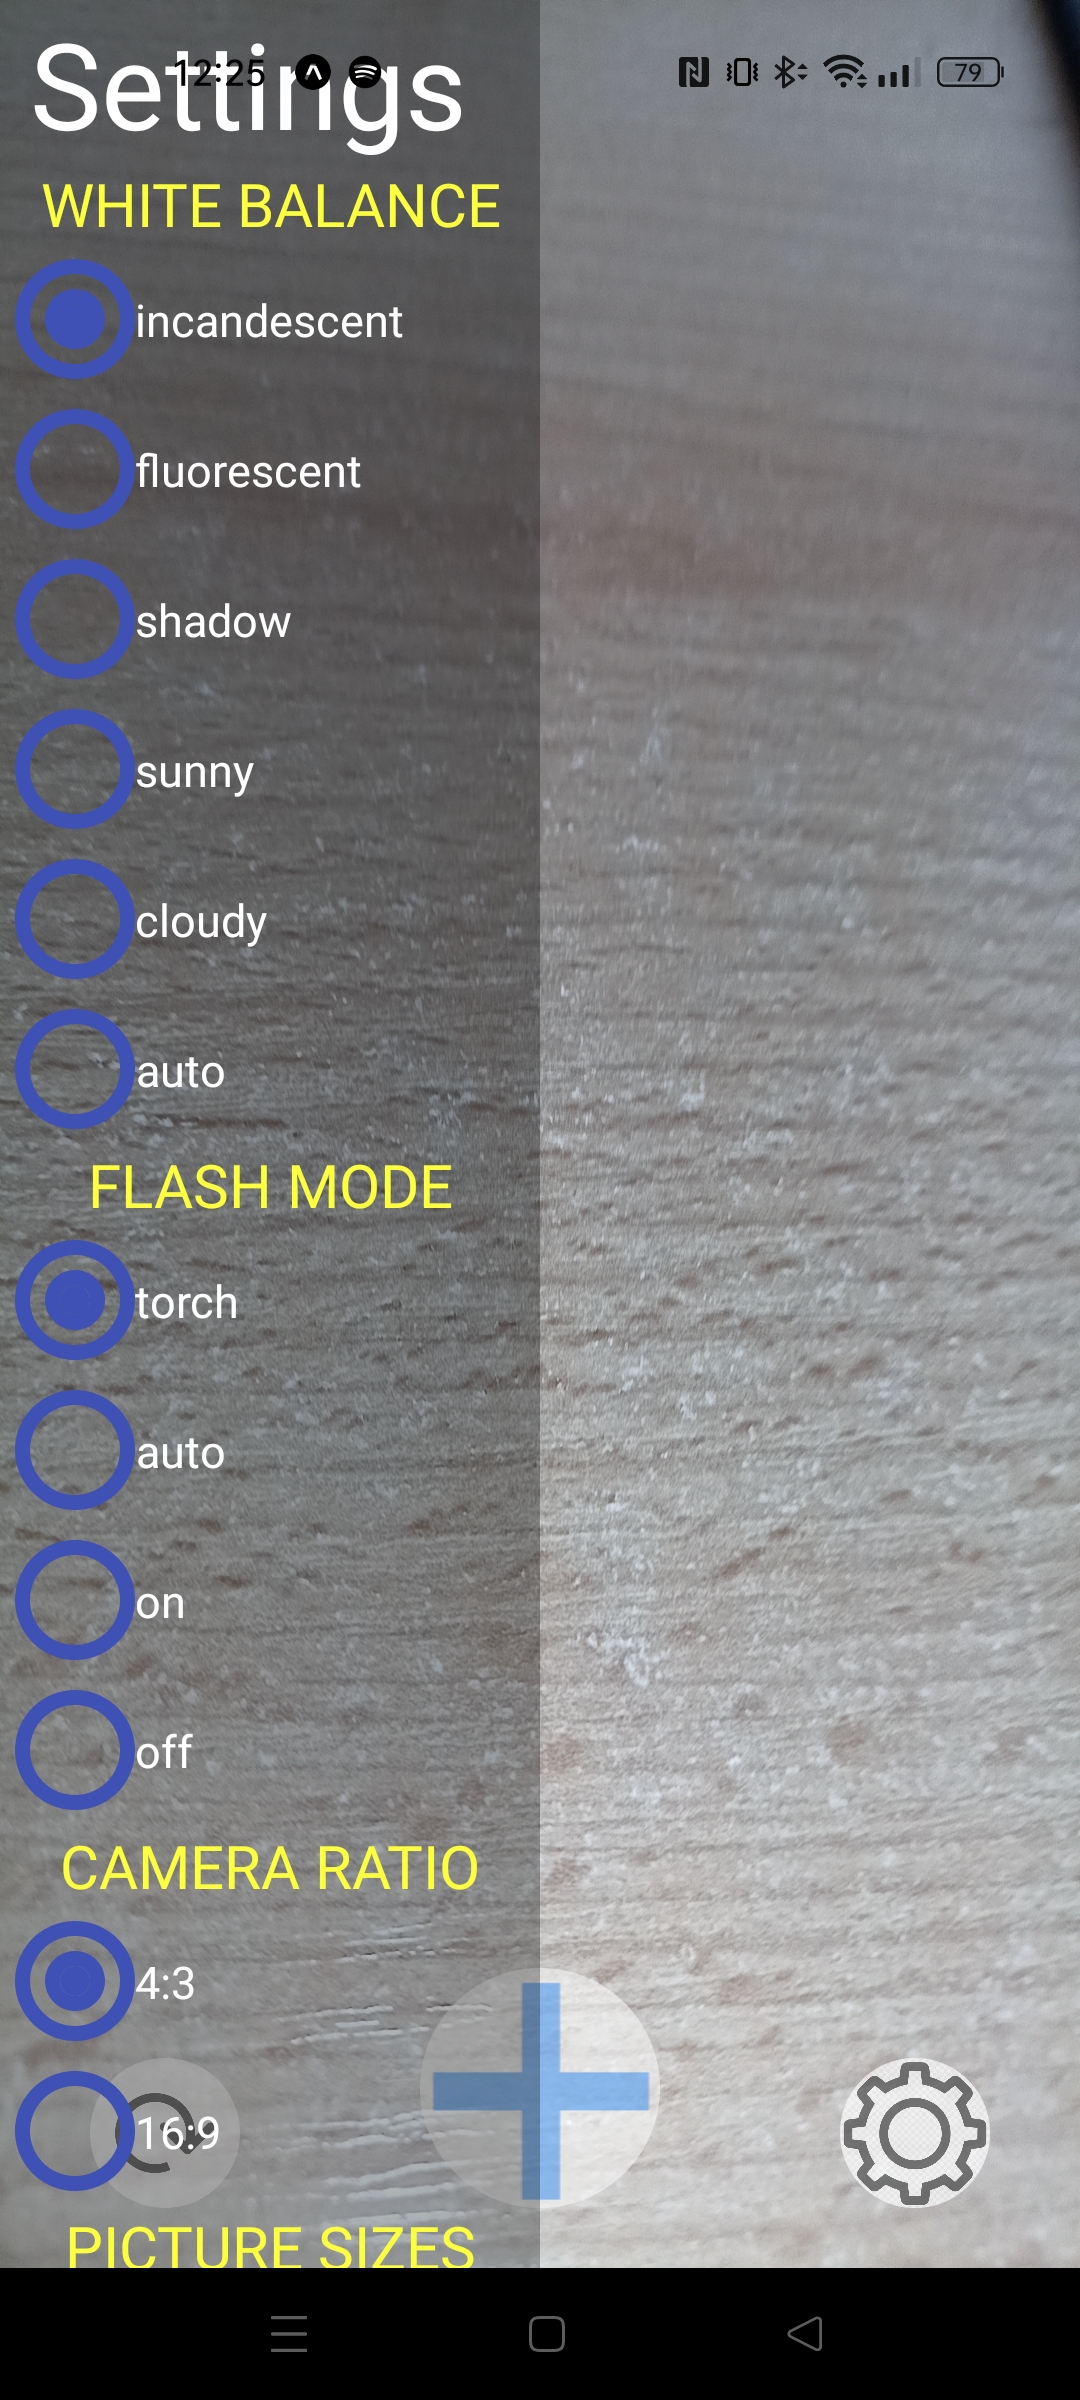 Settings
12:25
79
WHITE BALANCE
incandescent
fluorescent
shadow
sunny
cloudy
auto
FLASH MODE
torch
auto
on
off
CAMERA RATIO
4:3
16:9
PICTURE SIZES